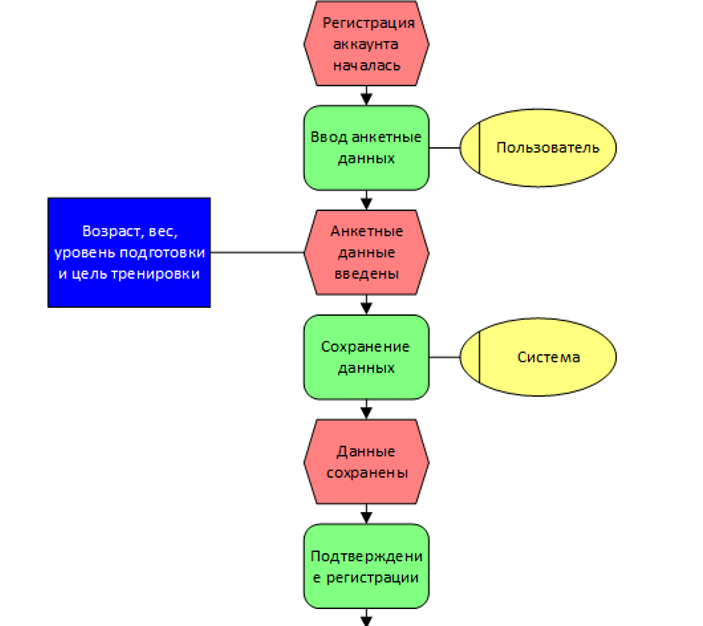 Регистрация
аккаунта
началась
Ввод анкетные
данных
Пользователь
Возраст, вес,
уровень подготовки
и цель тренировки
Анкетные
данные
введены
Сохранение
данных
Система
Данные
сохранены
Подтверждени
е регистрации